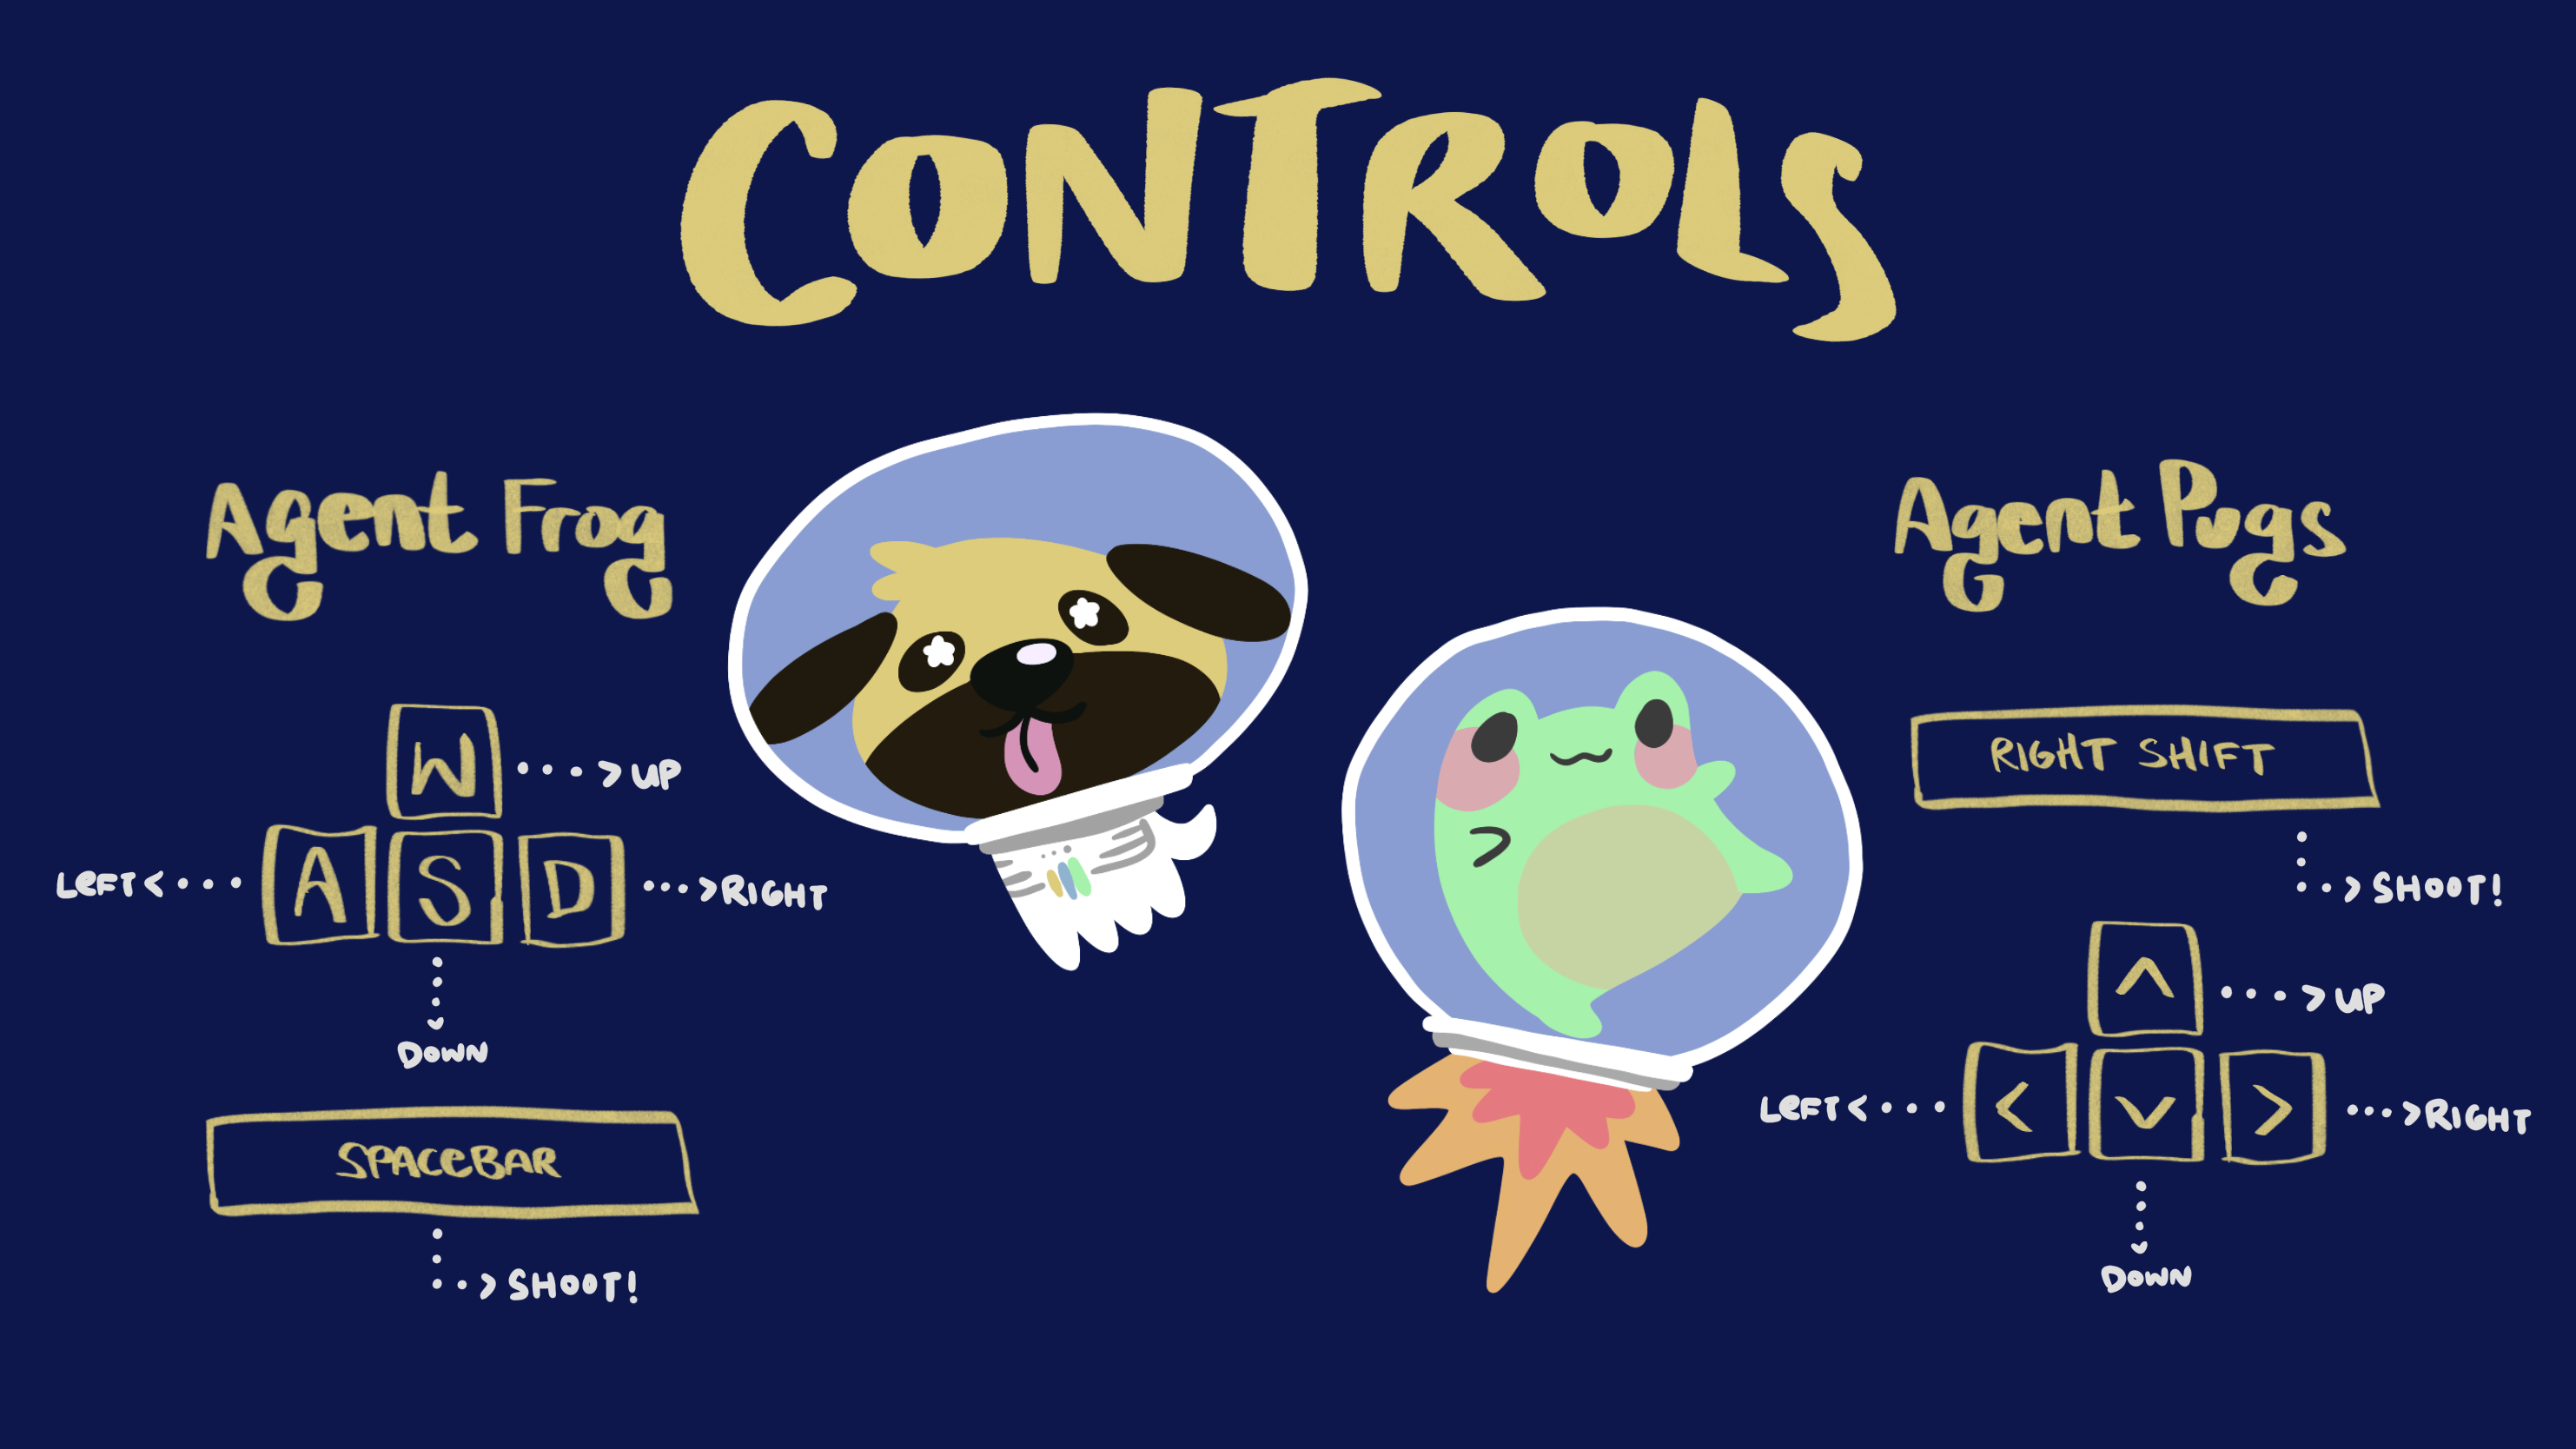 CONTROLS
Agent Frog
W
UP
LEFT
A S D
RIGHT
DOWN
SPACEBAR
SHOOT!
Agent Pugs
RIGHT SHIFT
SHOOT!
^
UP
LEFT
< v >
RIGHT
DOWN